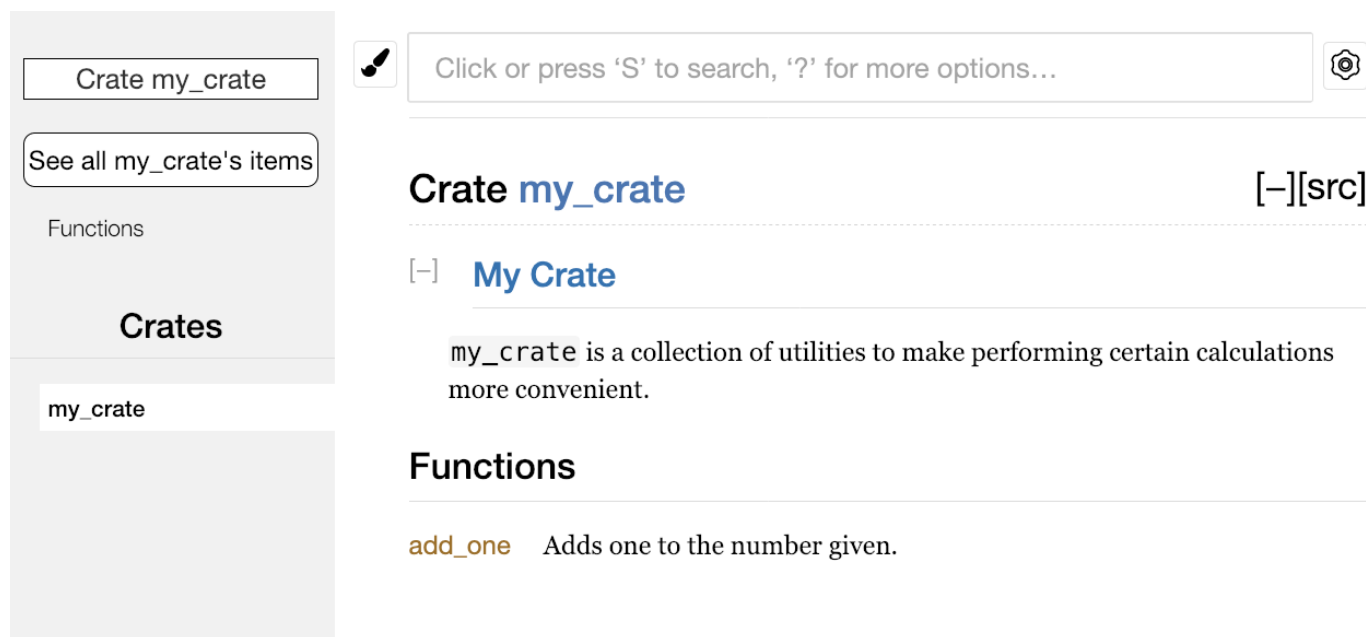 Crate my_crate
See all my_crate's items
Functions
Crates
my_crate
Click or press ‘S’ to search, ‘?’ for more options…
Crate my_crate
[−][src]
[−]
My Crate
my_crate is a collection of utilities to make performing certain calculations
more convenient.
Functions
add_one Adds one to the number given.